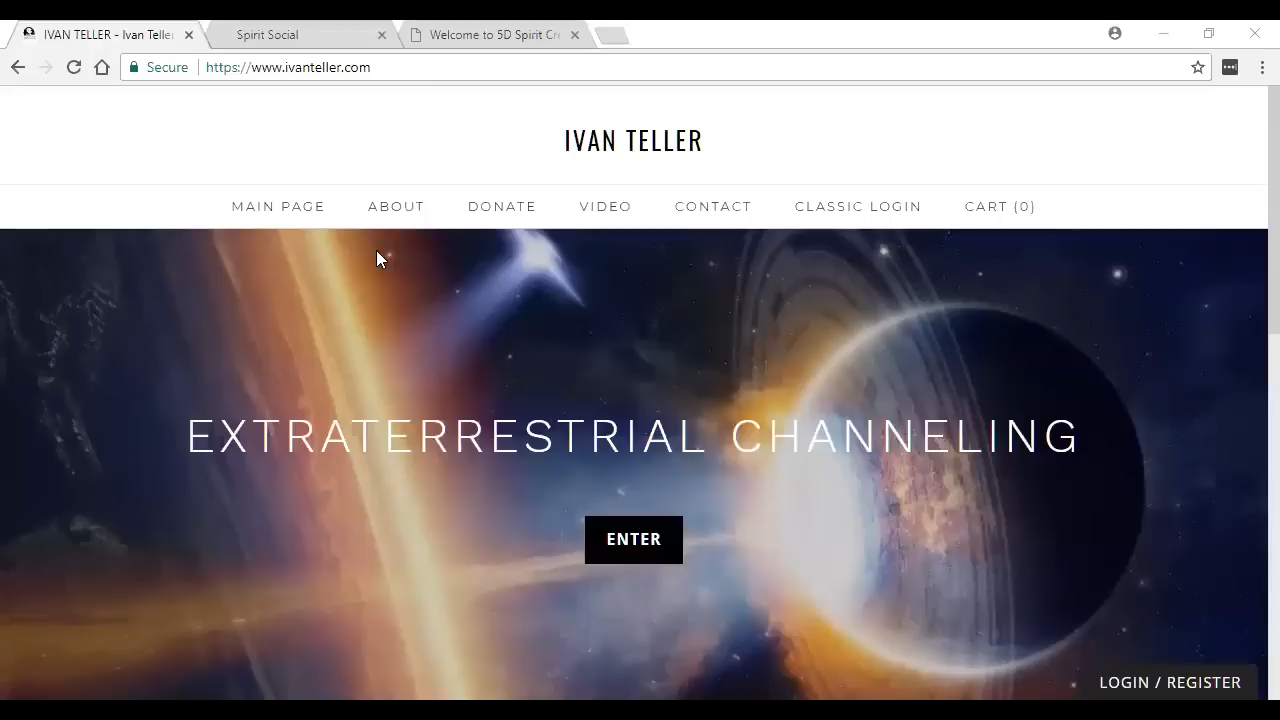 IVAN TELLER - Ivan Teller
Spirit Social
Welcome to 5D Spirit Cr
Secure https://www.ivanteller.com
IVAN TELLER
MAIN PAGE ABOUT DONATE VIDEO CONTACT CLASSIC LOGIN CART (0)
EXTRATERRESTRIAL CHANNELING
ENTER
LOGIN / REGISTER